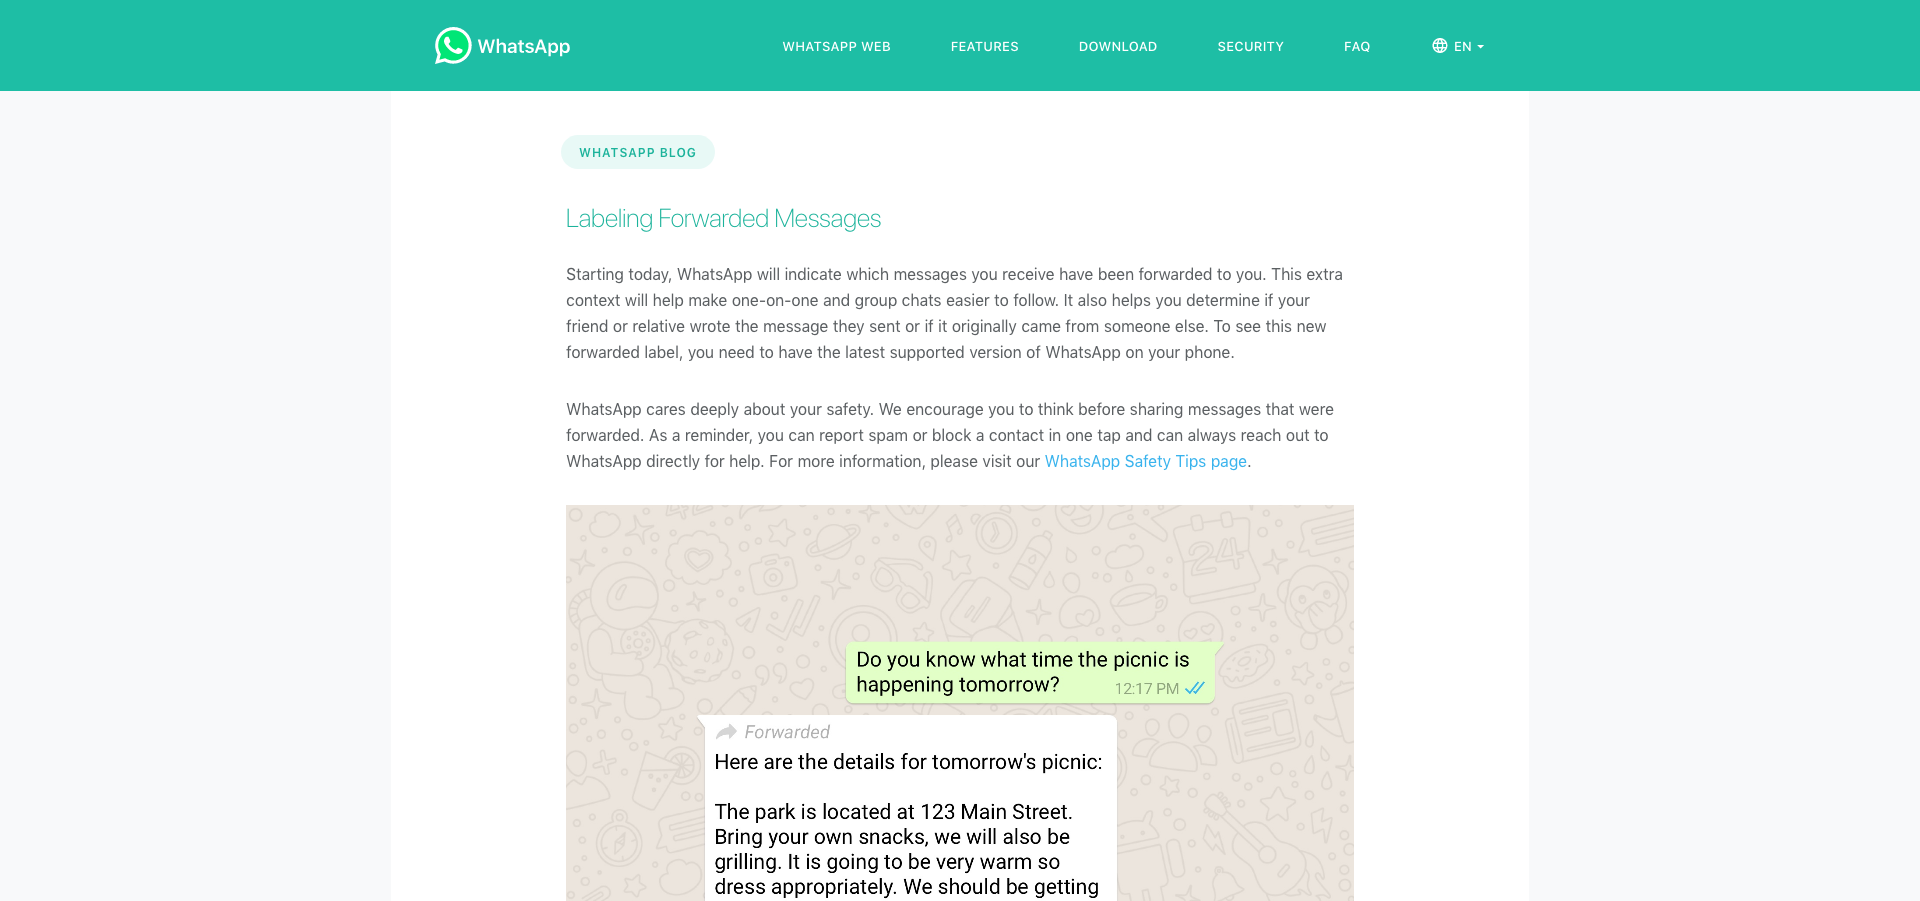 WhatsApp
WHATSAPP WEB
FEATURES
DOWNLOAD
SECURITY
FAQ
EN
WHATSAPP BLOG
Labeling Forwarded Messages
Starting today, WhatsApp will indicate which messages you receive have been forwarded to you. This extra
context will help make one-on-one and group chats easier to follow. It also helps you determine if your
friend or relative wrote the message they sent or if it originally came from someone else. To see this new
forwarded label, you need to have the latest supported version of WhatsApp on your phone.
WhatsApp cares deeply about your safety. We encourage you to think before sharing messages that were
forwarded. As a reminder, you can report spam or block a contact in one tap and can always reach out to
WhatsApp directly for help. For more information, please visit our WhatsApp Safety Tips page.
24
Do you know what time the picnic is
happening tomorrow?
12:17 PM
Forwarded
Here are the details for tomorrow's picnic:
The park is located at 123 Main Street.
Bring your own snacks, we will also be
grilling. It is going to be very warm so
dress appropriately. We should be getting